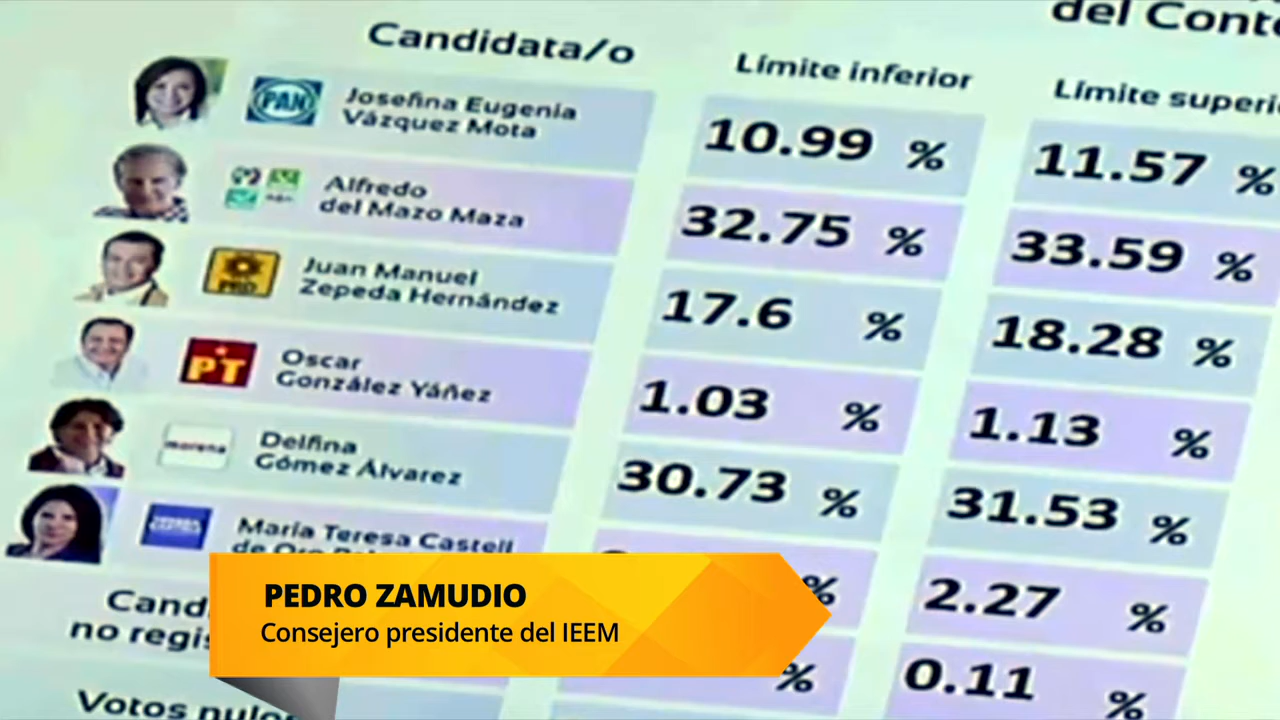 del Cont
Candidata/o
Límite inferior
Límite superi
PAN
Josefina Eugenia
Vázquez Mota
10.99 %
11.57 %
Alfredo
del Mazo Maza
32.75 %
33.59 %
PRD
Juan Manuel
Zepeda Hernández
17.6 %
18.28 %
PT
Oscar
González Yáñez
1.03 %
1.13 %
morena
Delfina
Gómez Álvarez
30.73 %
31.53 %
María Teresa Castell
de Oro
%
2.27 %
Cand
no regis
%
0.11 %
Votos nulo
PEDRO ZAMUDIO
Consejero presidente del IEEM